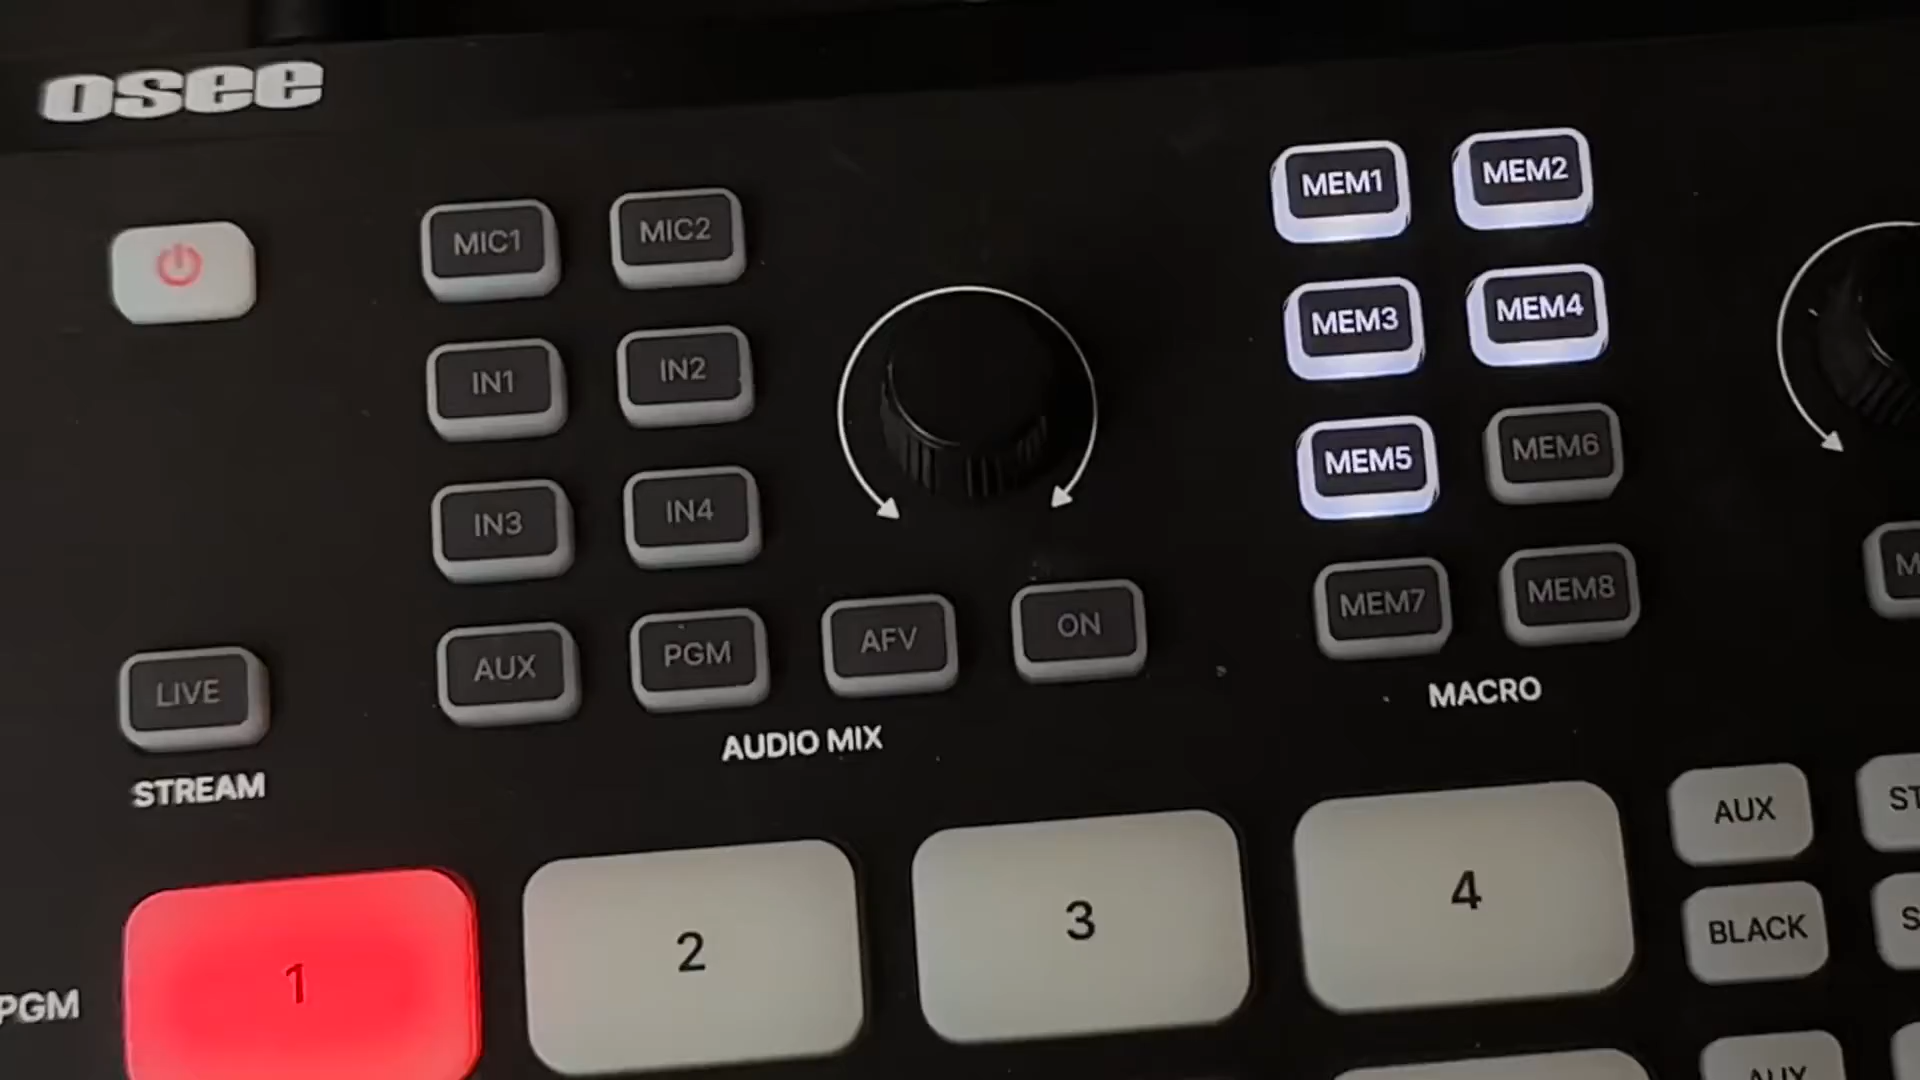 osee
MIC1 MIC2
IN1 IN2
IN3 IN4
AUX PGM AFV ON
AUDIO MIX
LIVE
STREAM
MEM1 MEM2
MEM3 MEM4
MEM5 MEM6
MEM7 MEM8
MACRO
PGM 1 2 3 4
AUX
BLACK
AUX